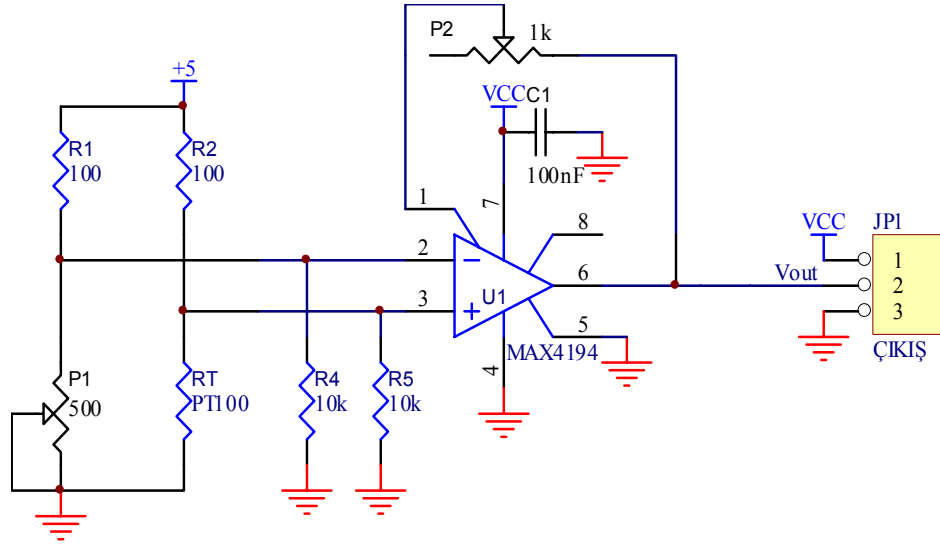 P2
1k
+5
VCC
C1
R1
100
R2
100
100nF
1
7
8
VCC
JP1
2
6
Vout
1
2
3
3
U1
5
MAX4194
4
ÇIKIŞ
P1
500
RT
PT100
R4
10k
R5
10k